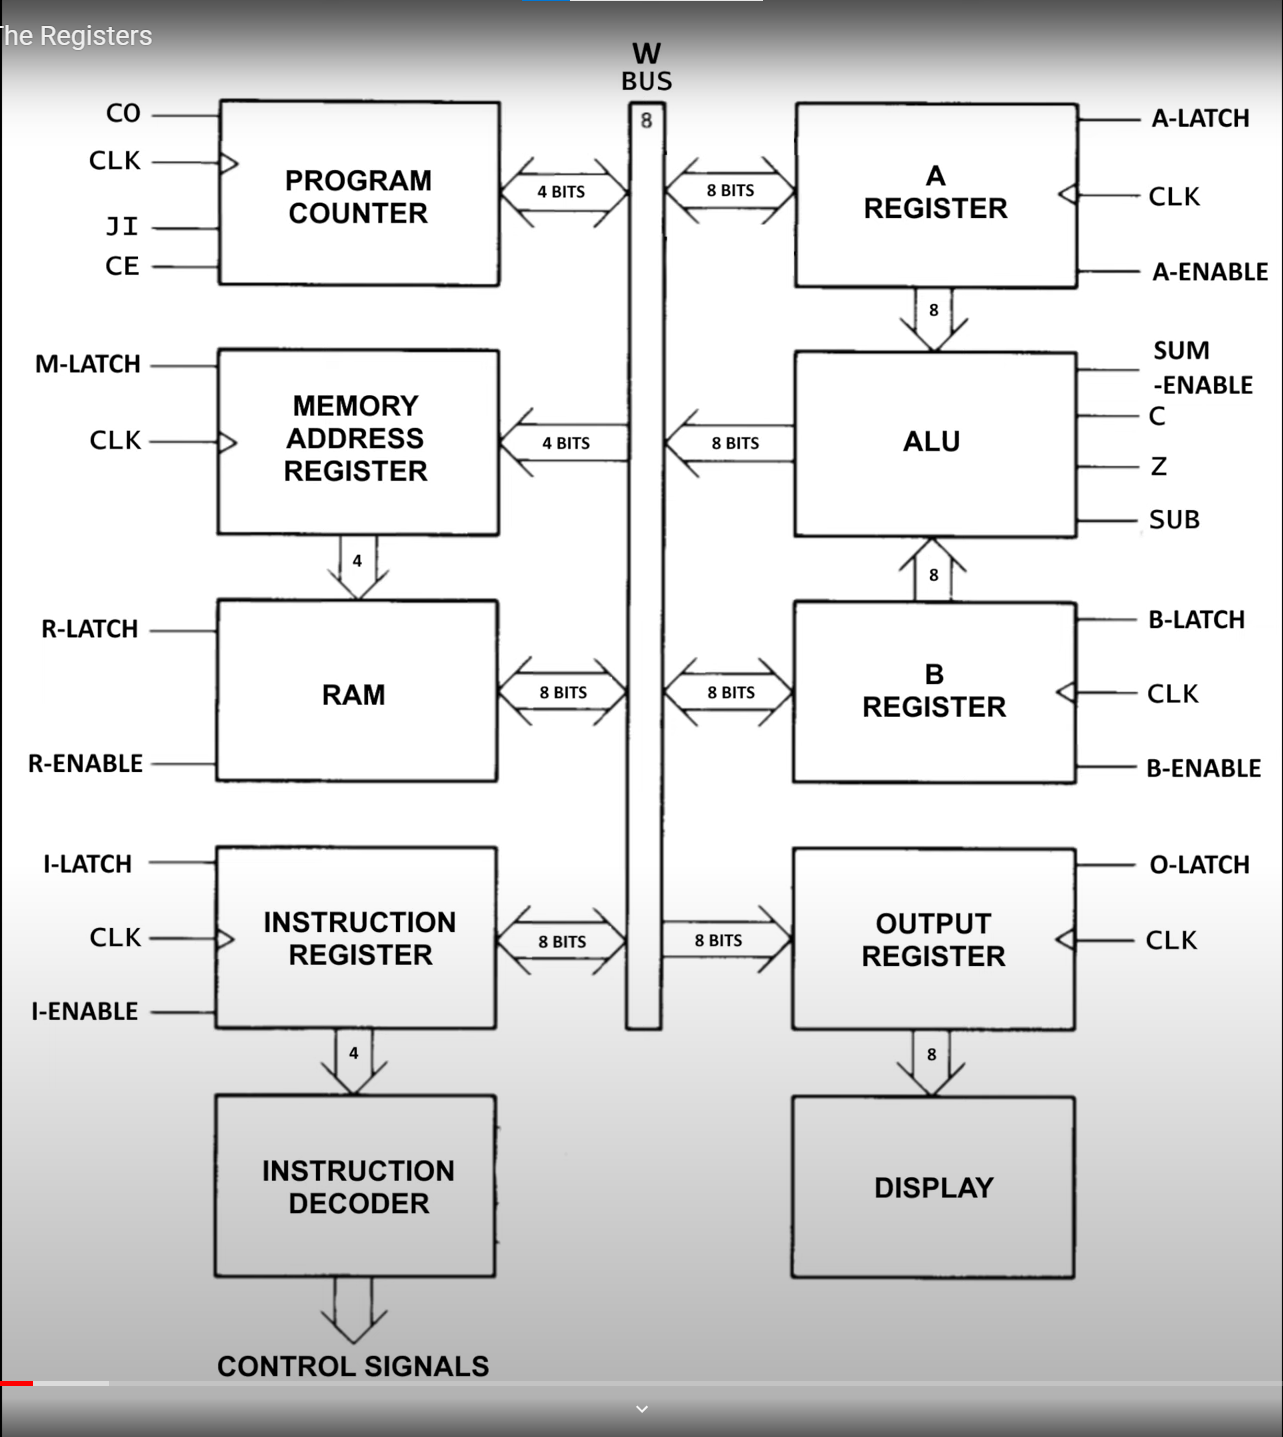 The Registers
W
BUS
8
CO
CLK
JI
CE
PROGRAM
COUNTER
4 BITS
8 BITS
A
REGISTER
A-LATCH
CLK
A-ENABLE
8
M-LATCH
CLK
MEMORY
ADDRESS
REGISTER
4 BITS
8 BITS
ALU
SUM
-ENABLE
C
Z
SUB
4
8
R-LATCH
R-ENABLE
RAM
8 BITS
8 BITS
B
REGISTER
B-LATCH
CLK
B-ENABLE
I-LATCH
CLK
I-ENABLE
INSTRUCTION
REGISTER
8 BITS
8 BITS
OUTPUT
REGISTER
O-LATCH
CLK
4
8
INSTRUCTION
DECODER
DISPLAY
CONTROL SIGNALS